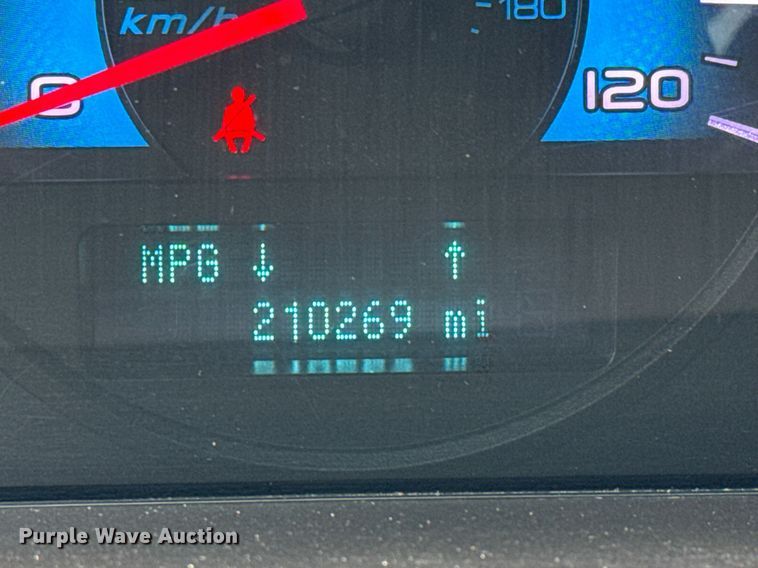 km/h
180
0
120
MPG ↓ ↑
210269 mi
Purple Wave Auction